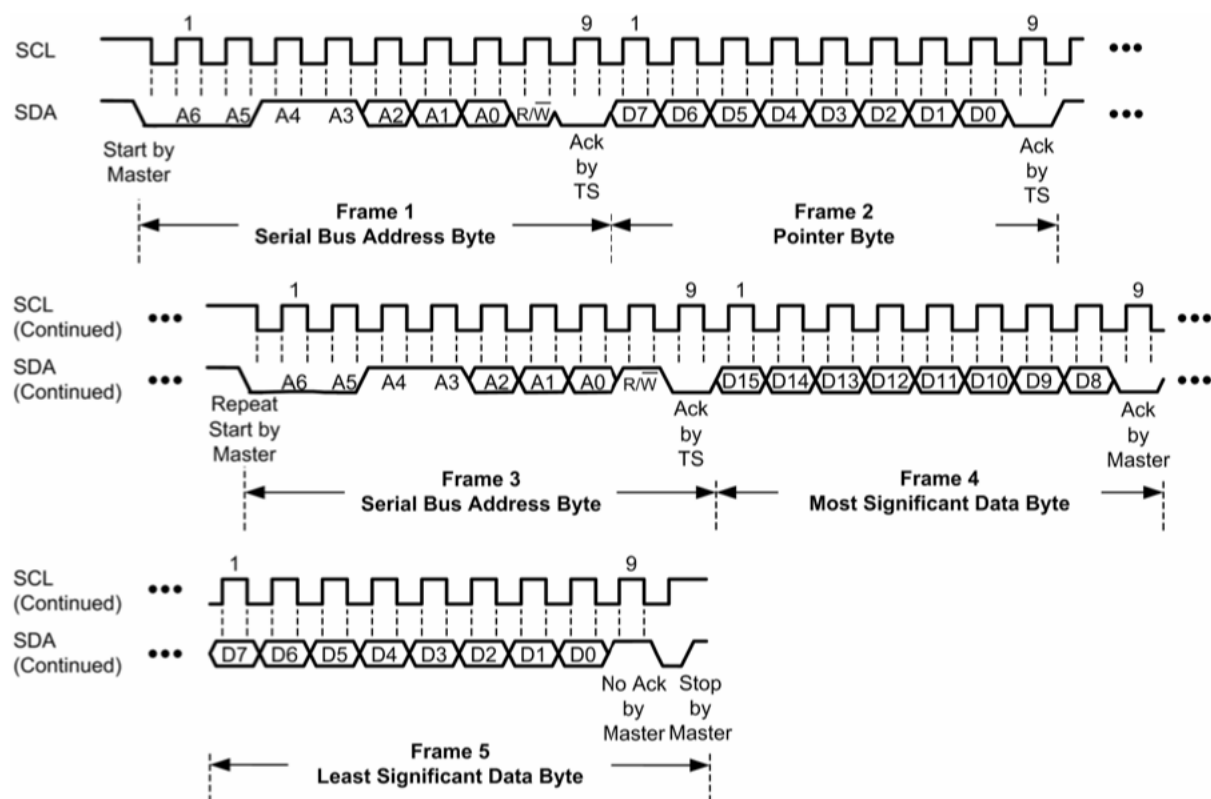 1 9 1 9
SCL •••
SDA A6 A5 A4 A3 A2 A1 A0 R/W̅ D7 D6 D5 D4 D3 D2 D1 D0 •••
Start by
Master
Ack
by
TS
Ack
by
TS
Frame 1
Serial Bus Address Byte
Frame 2
Pointer Byte
1 9 1 9
SCL
(Continued) ••• •••
SDA
(Continued) ••• A6 A5 A4 A3 A2 A1 A0 R/W̅ D15 D14 D13 D12 D11 D10 D9 D8 •••
Repeat
Start by
Master
Ack
by
TS
Ack
by
Master
Frame 3
Serial Bus Address Byte
Frame 4
Most Significant Data Byte
1 9
SCL
(Continued) •••
SDA
(Continued) ••• D7 D6 D5 D4 D3 D2 D1 D0
No Ack
by
Master
Stop
by
Master
Frame 5
Least Significant Data Byte